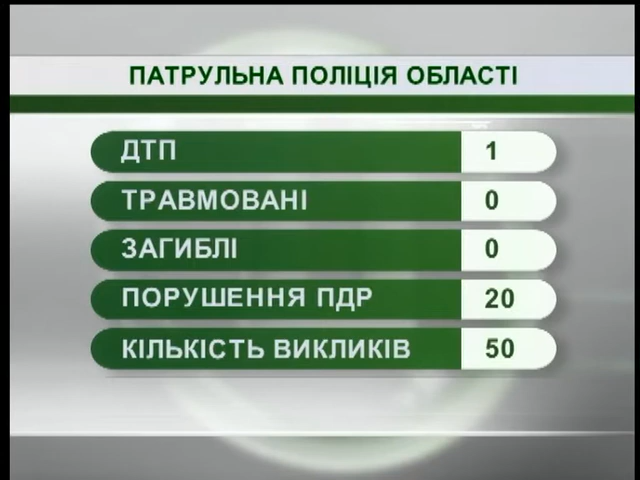 ПАТРУЛЬНА ПОЛІЦІЯ ОБЛАСТІ
ДТП 1
ТРАВМОВАНІ 0
ЗАГИБЛІ 0
ПОРУШЕННЯ ПДР 20
КІЛЬКІСТЬ ВИКЛИКІВ 50